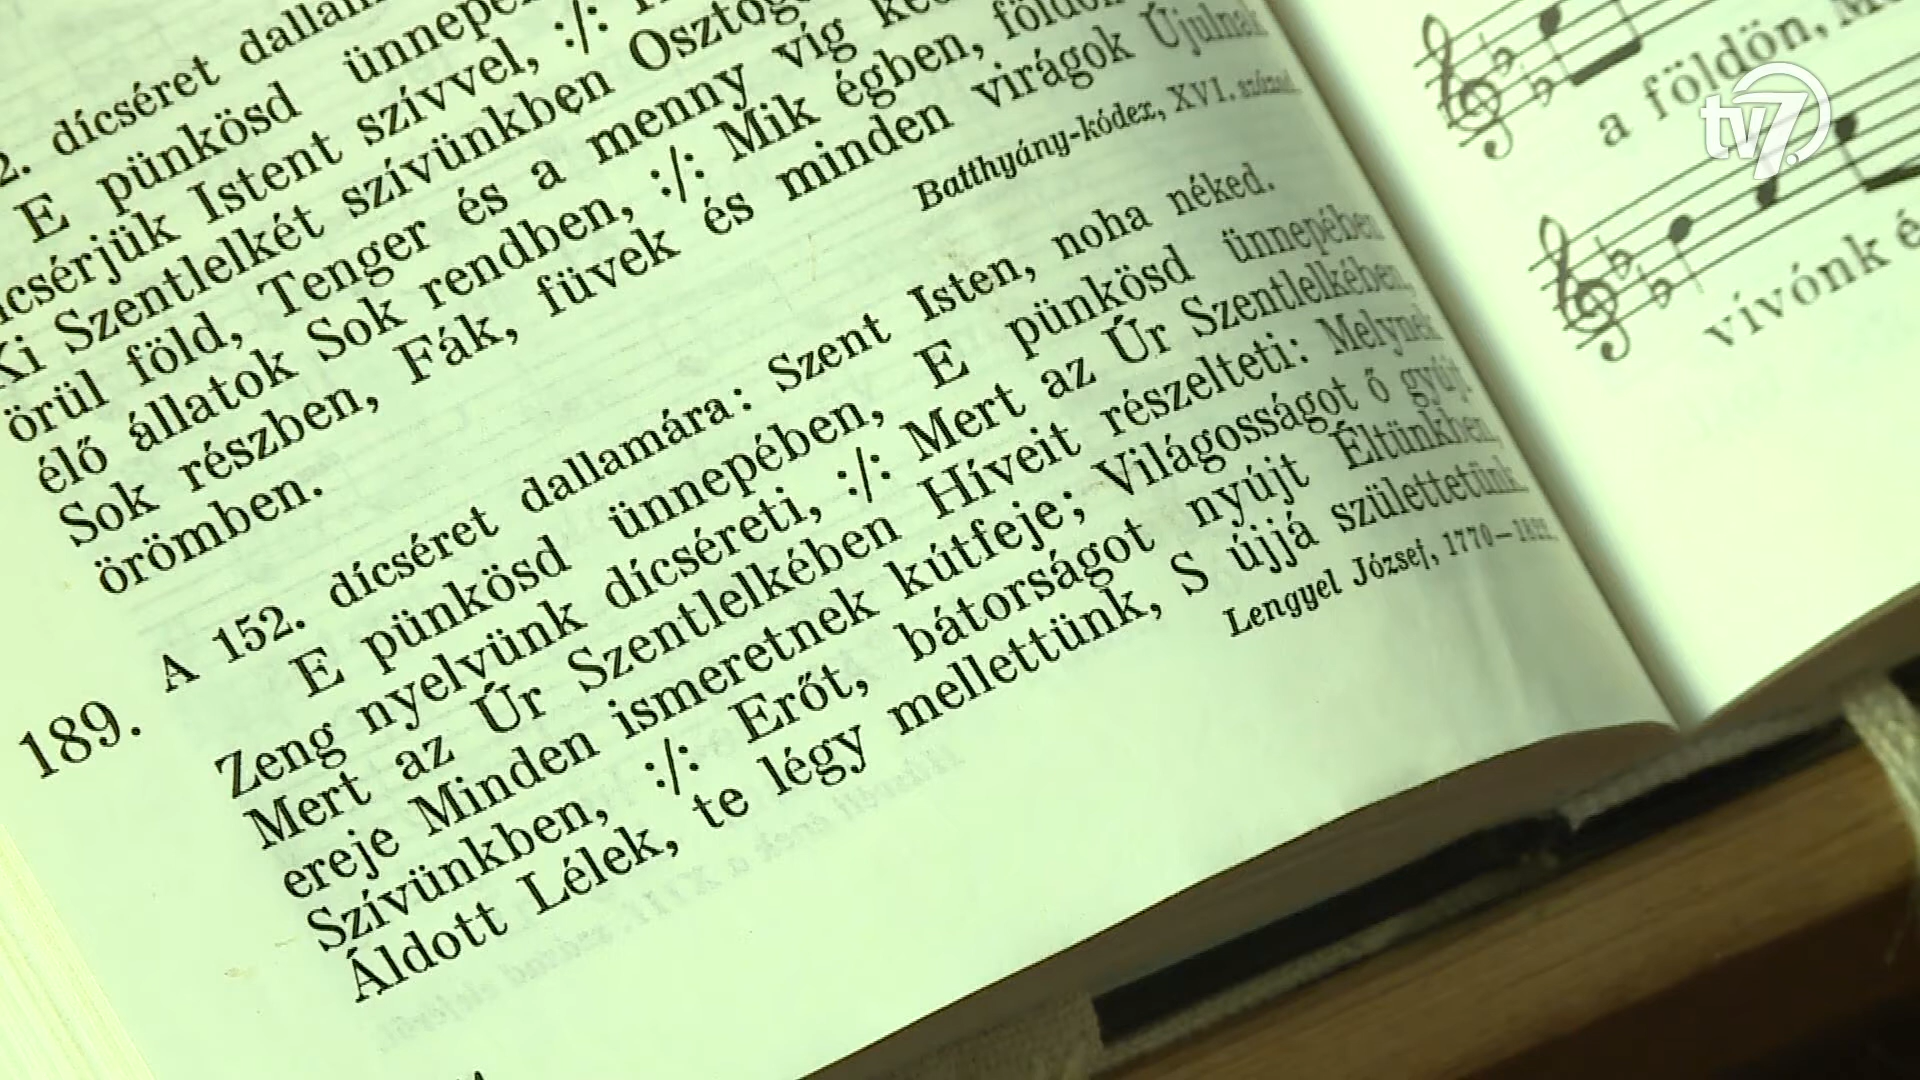 2. dícséret dallam
E pünkösd ünnepé
csérjük Istent szívvel, :/:
Ki Szentlelkét szívünkben Osztog
örül föld, Tenger és a menny víg
élő állatok Sok rendben, :/: Mik égben, földön
Sok részben, Fák, füvek és minden virágok Újulnak
örömben.
Batthyány-kódex, XVI. század.
189. A 152. dícséret dallamára: Szent Isten, noha néked.
E pünkösd ünnepében, E pünkösd ünnepében
Zeng nyelvünk dícséreti, :/: Mert az Úr Szentlelkében,
Mert az Úr Szentlelkében Híveit részelteti: Melynek
ereje Minden ismeretnek kútfeje; Világosságot ő gyújt
Szívünkben, :/: Erőt, bátorságot nyújt Éltünkben,
Áldott Lélek, te légy mellettünk, S újjá születtetünk.
Lengyel József, 1770—1822.
a földön,
vívónk é
tv7